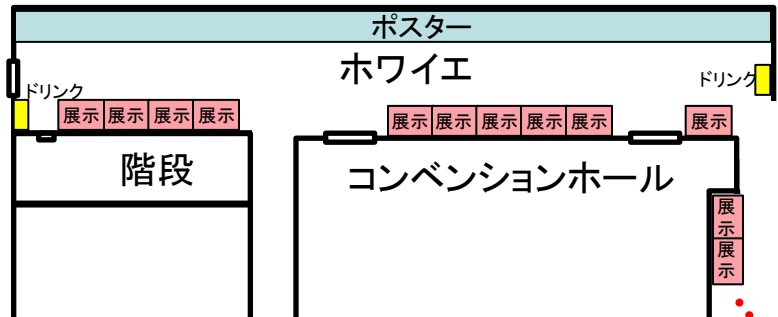 ポスター
ホワイエ
ドリンク
ドリンク
展示 展示 展示 展示
展示 展示 展示 展示 展示
展示
階段
コンベンションホール
展示
展示